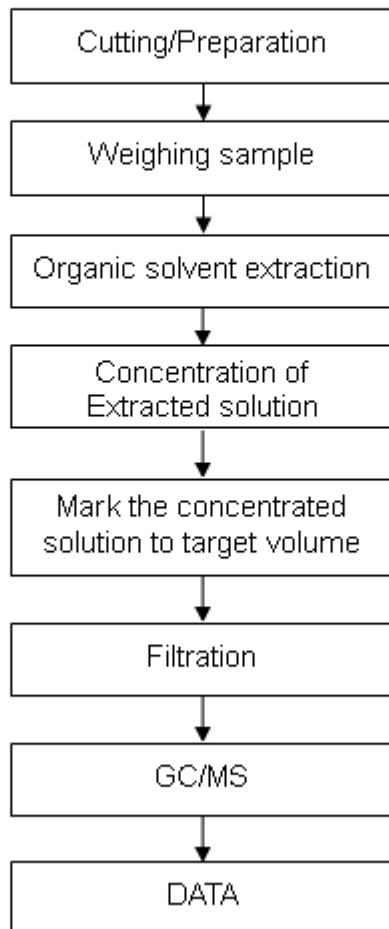 Cutting/Preparation
Weighing sample
Organic solvent extraction
Concentration of
Extracted solution
Mark the concentrated
solution to target volume
Filtration
GC/MS
DATA